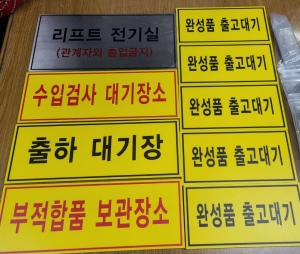 리프트 전기실
(관계자외 출입금지)
수입검사 대기장소
출하 대기장
부적합품 보관장소
완성품 출고대기
완성품 출고대기
완성품 출고대기
완성품 출고대기
완성품 출고대기